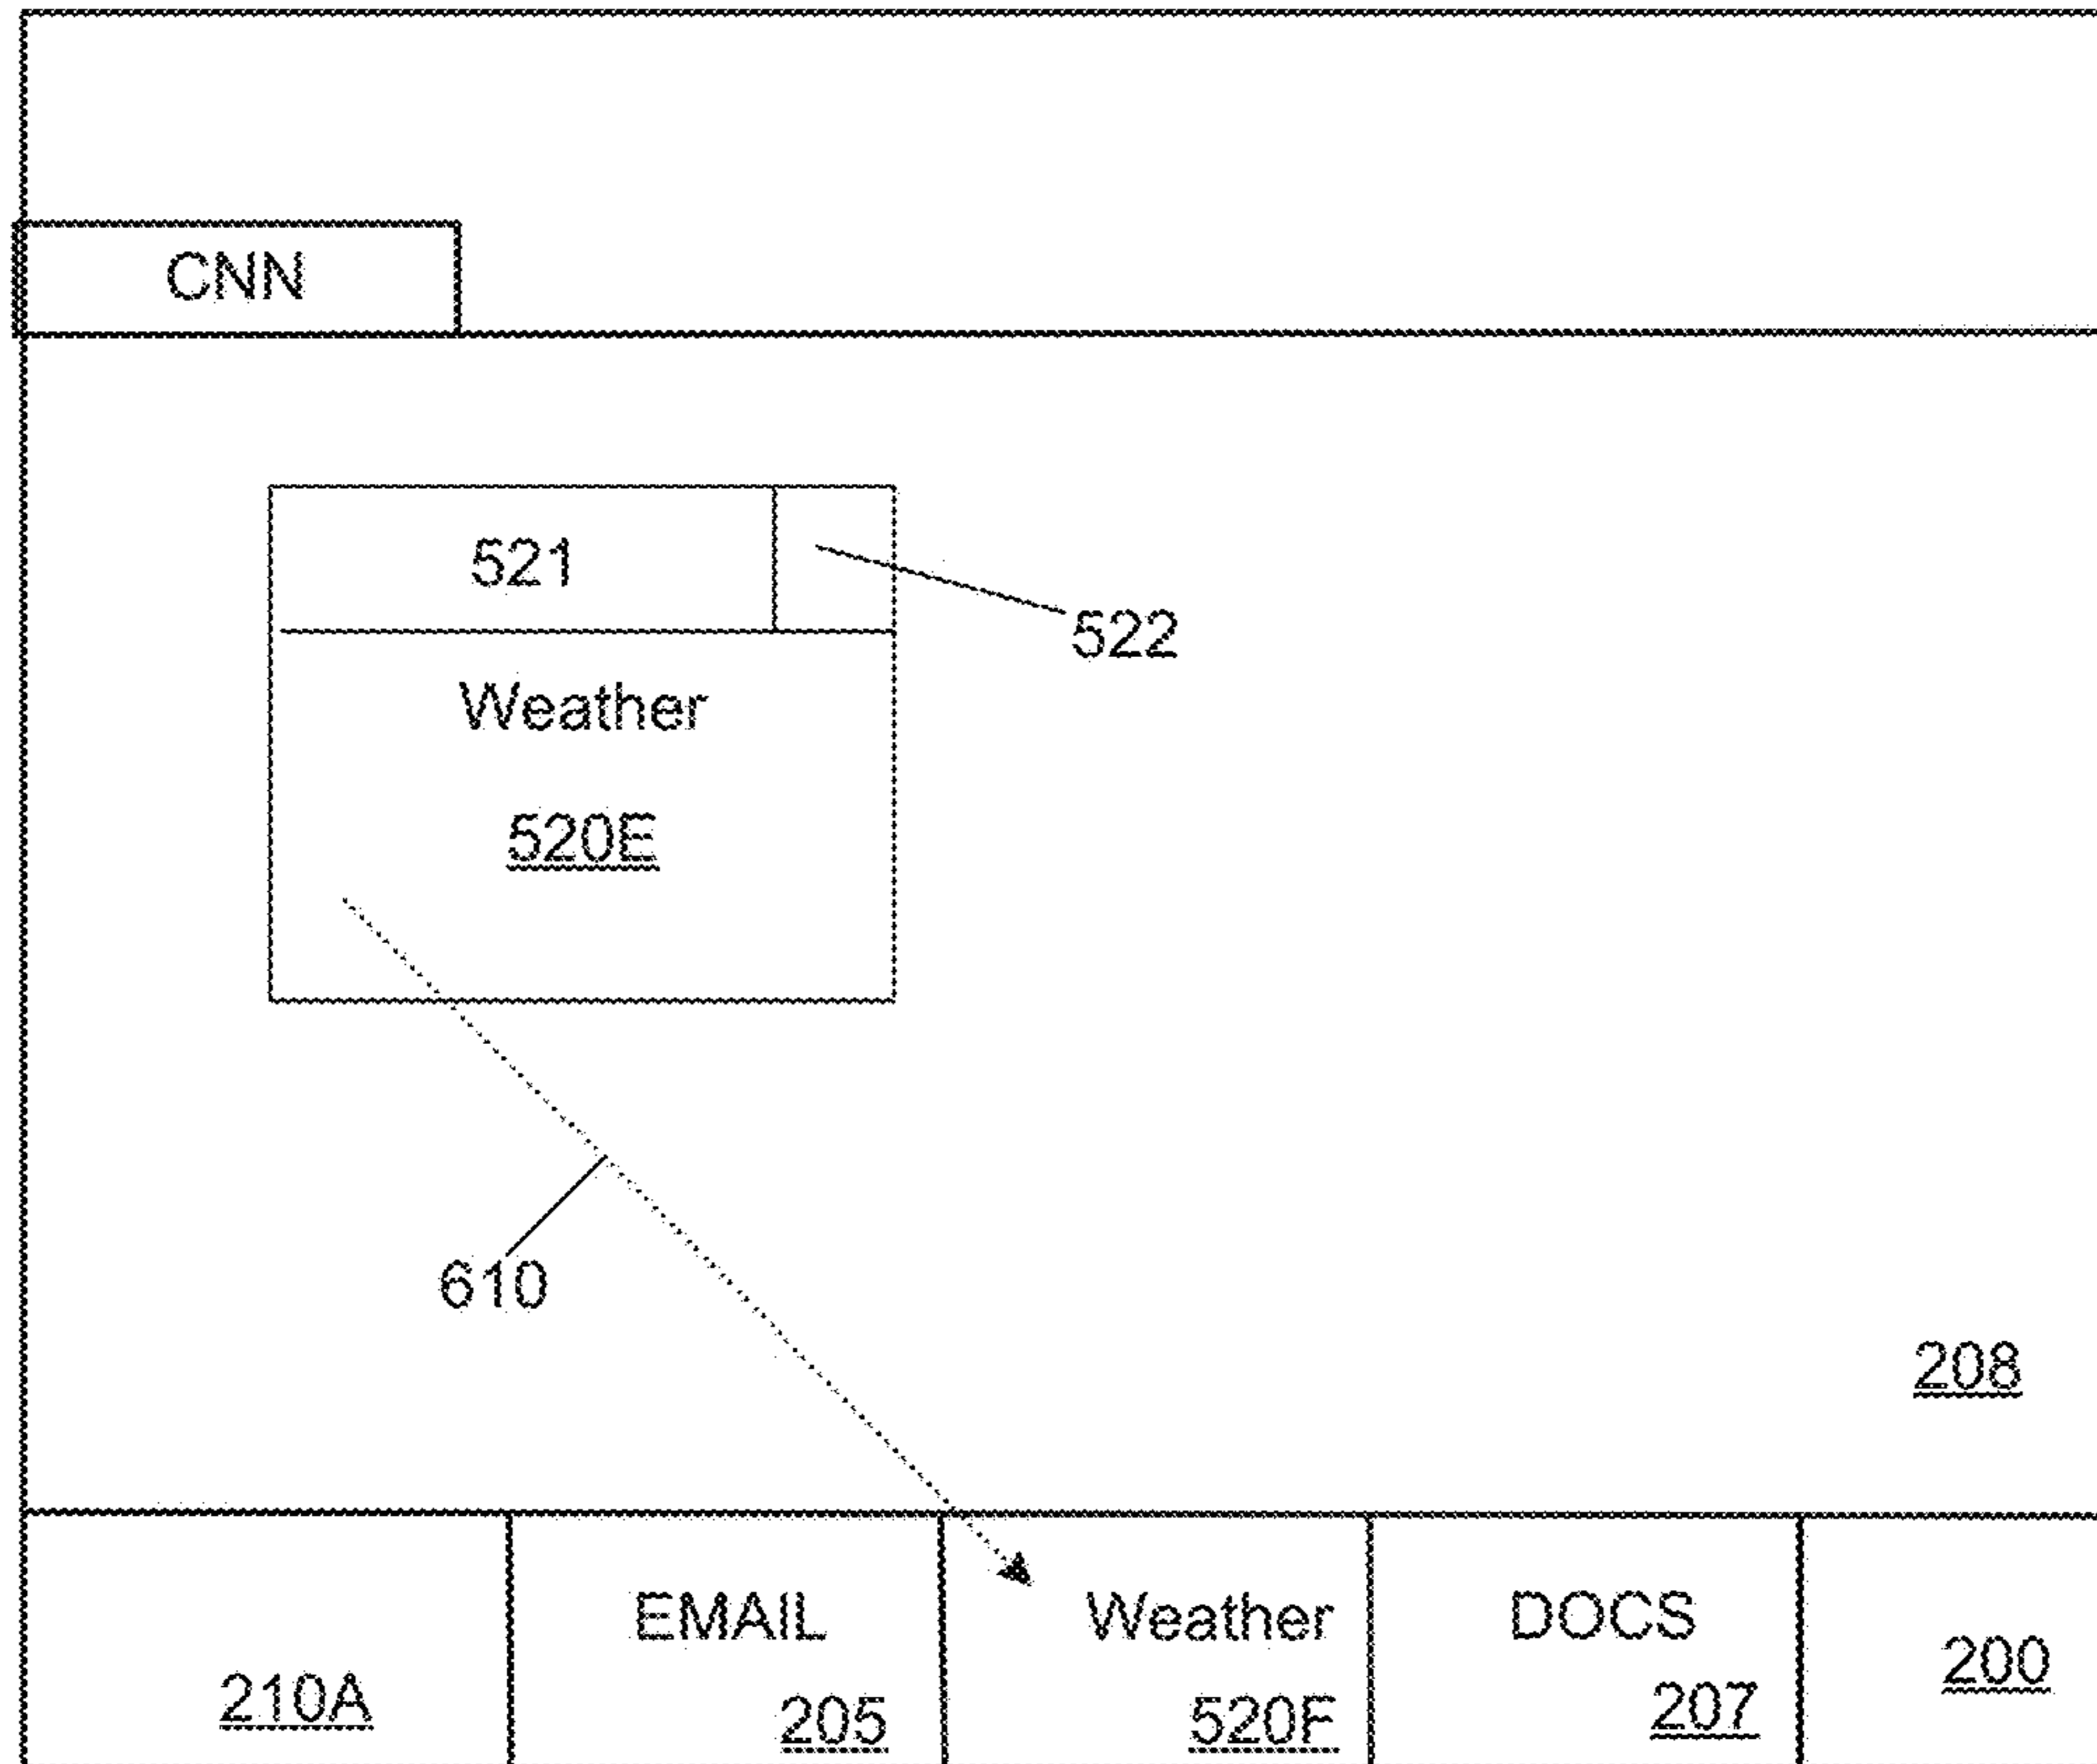 CNN
521
522
Weather
520E
610
208
EMAIL
Weather
DOCS
200
210A
205
520F
207